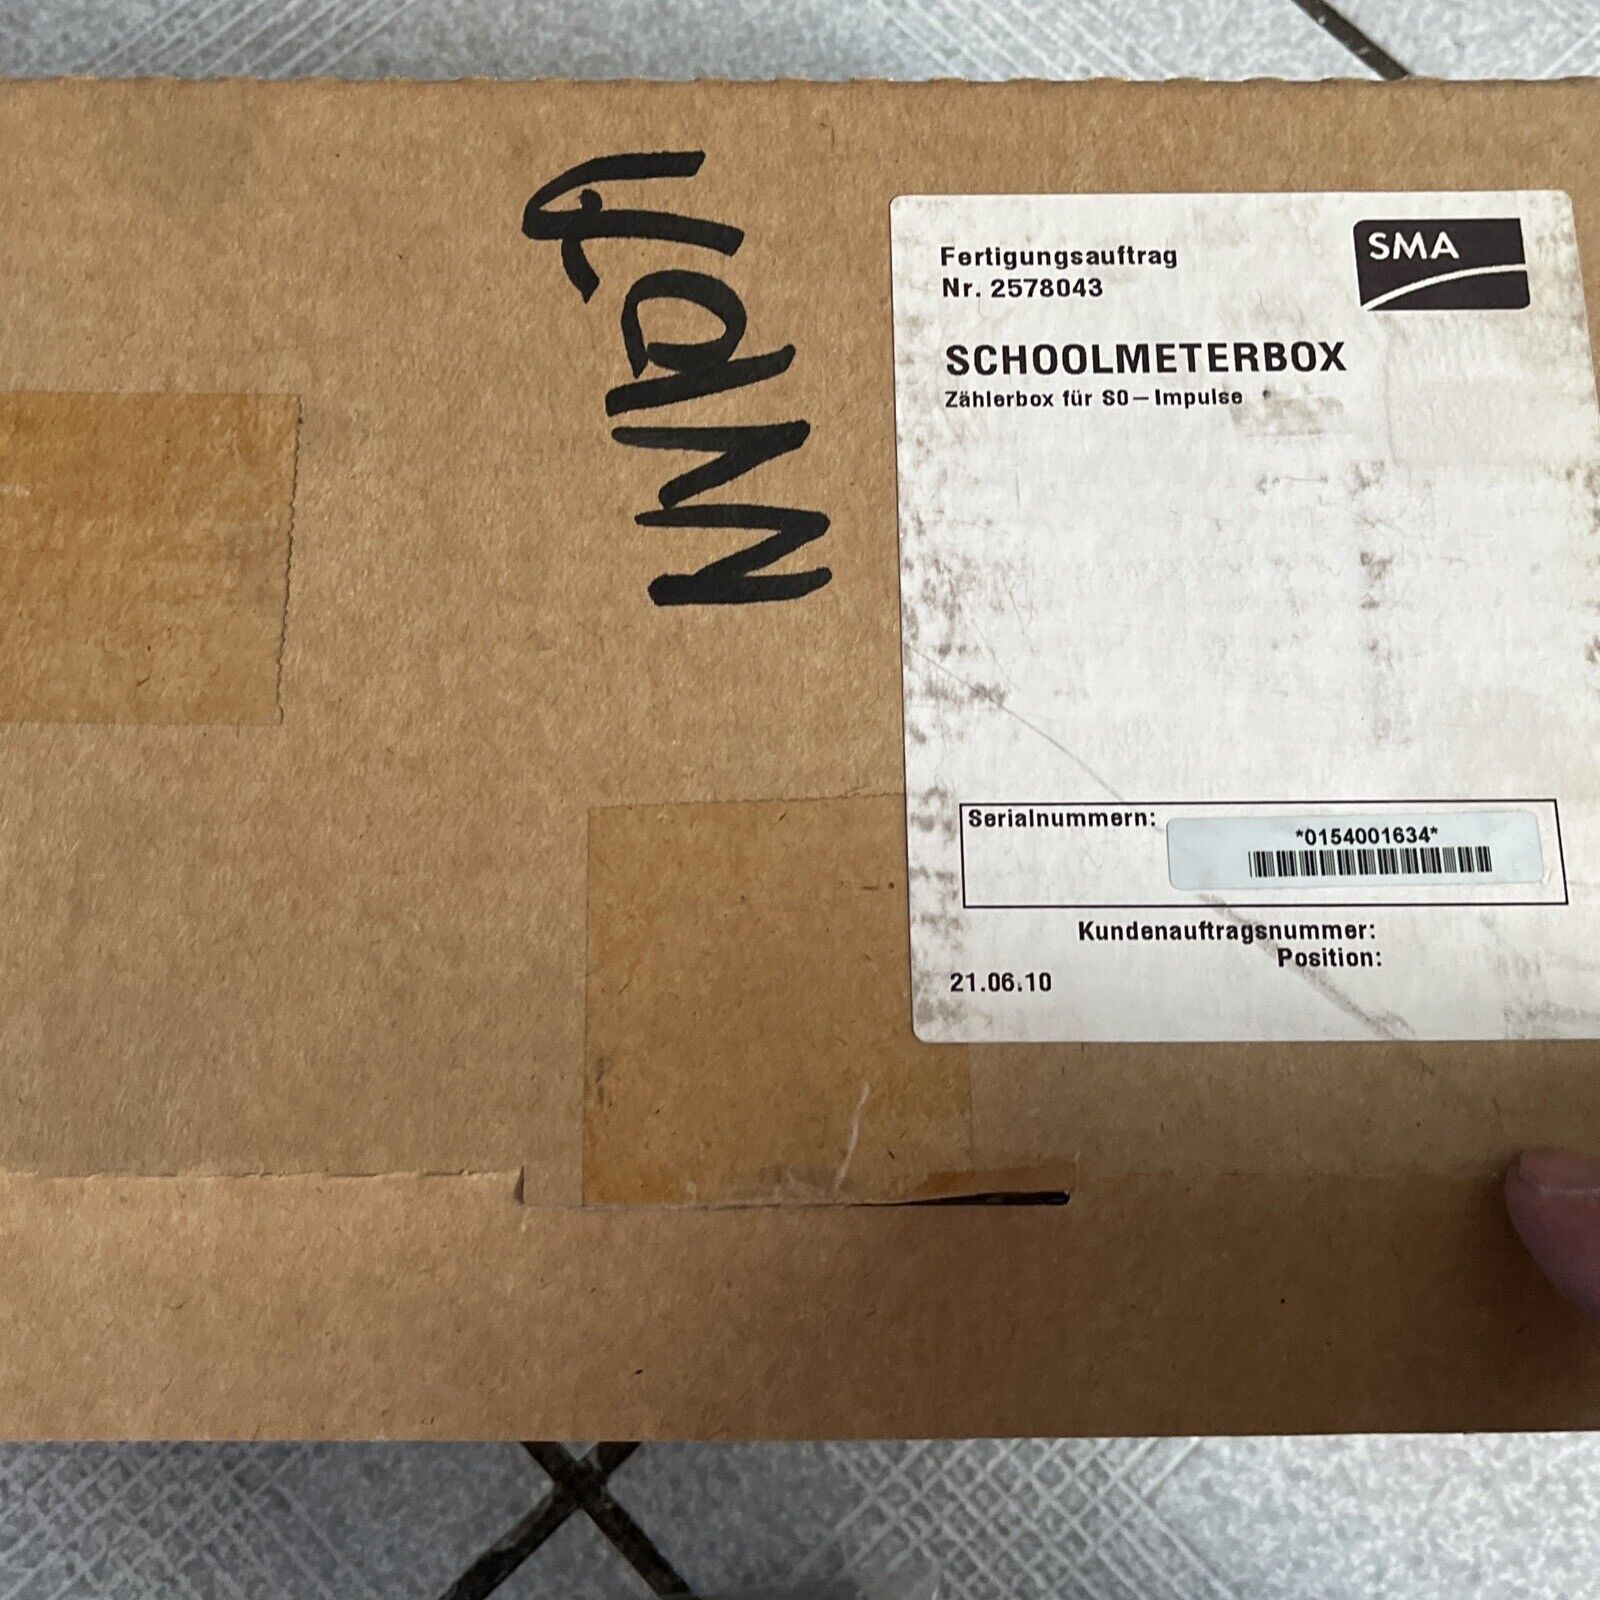 Fertigungsauftrag
Nr. 2578043
SMA
SCHOOLMETERBOX
Zählerbox für S0–Impulse
Serialnummern:
*0154001634*
Kundenauftragsnummer:
Position:
21.06.10